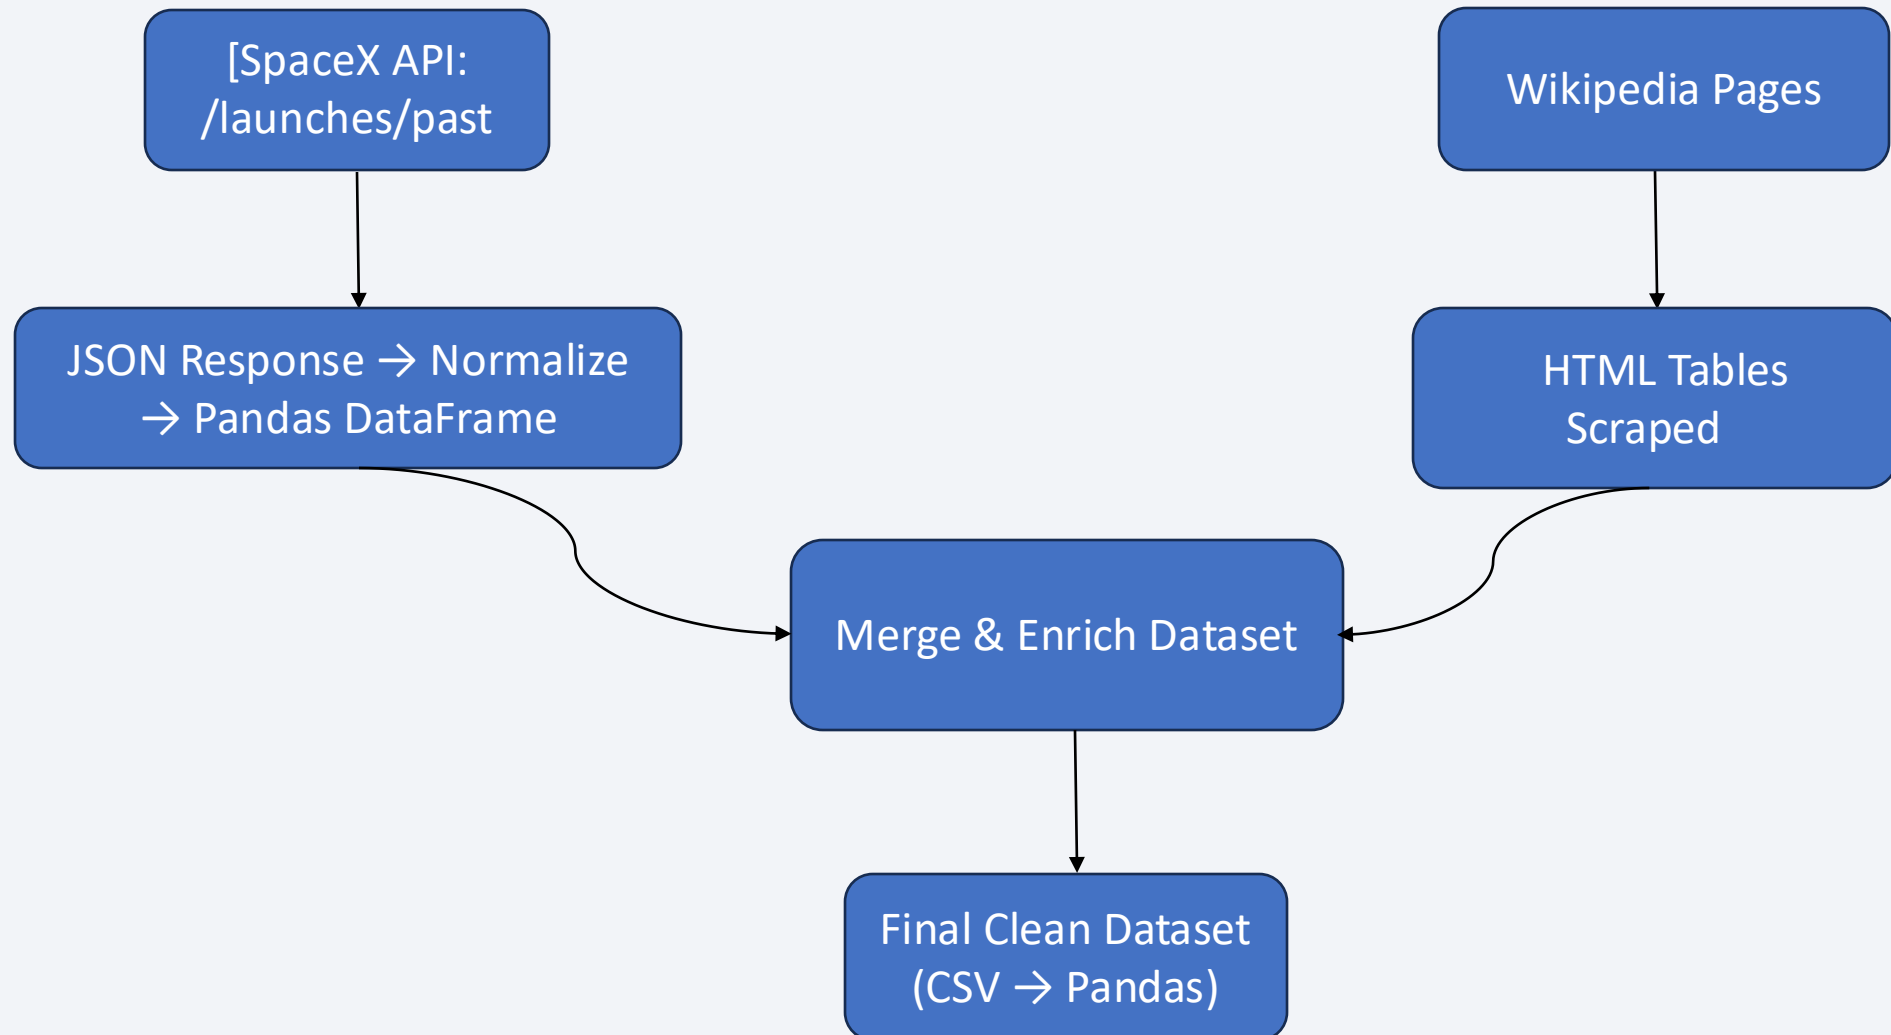 [SpaceX API:
/launches/past
Wikipedia Pages
JSON Response → Normalize
→ Pandas DataFrame
HTML Tables
Scraped
Merge & Enrich Dataset
Final Clean Dataset
(CSV → Pandas)